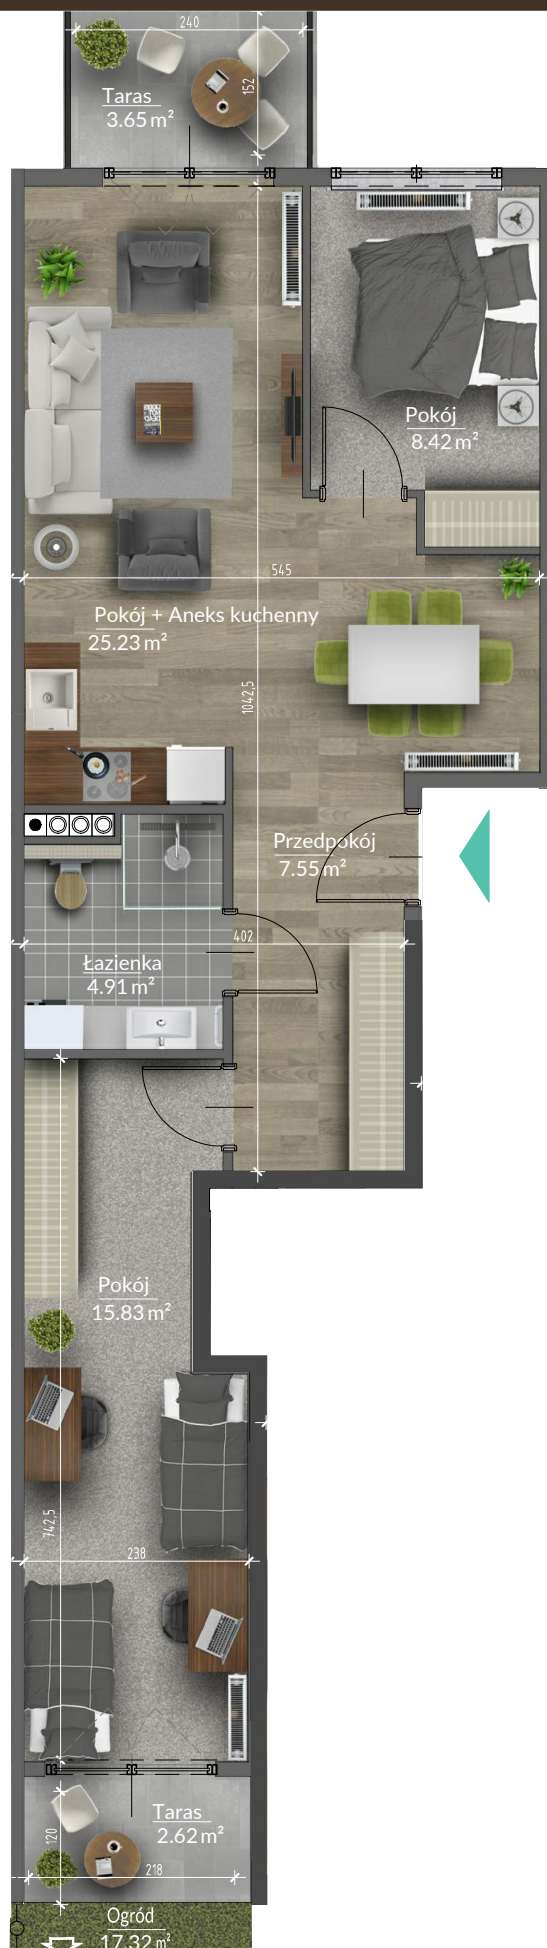 240
Taras
3.65 m²
152
Pokój
8.42 m²
545
Pokój + Aneks kuchenny
25.23 m²
1042,5
Przedpokój
7.55 m²
402
Łazienka
4.91 m²
Pokój
15.83 m²
742,5
238
Taras
2.62 m²
120
218
Ogród
17.32 m²